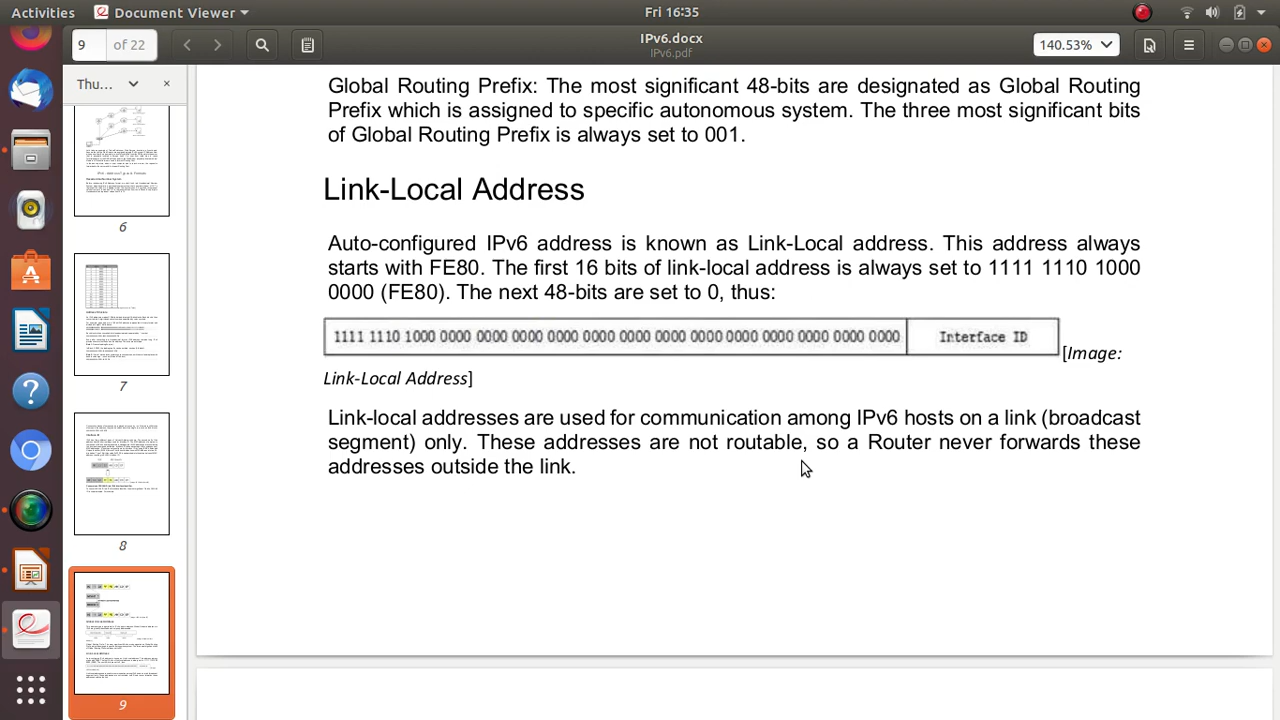 Activities
Document Viewer
Fri 16:35
9
of 22
IPv6.docx
IPv6.pdf
140.53%
Thu...
6
7
8
9
Global Routing Prefix: The most significant 48-bits are designated as Global Routing
Prefix which is assigned to specific autonomous system. The three most significant bits
of Global Routing Prefix is always set to 001.
Link-Local Address
Auto-configured IPv6 address is known as Link-Local address. This address always
starts with FE80. The first 16 bits of link-local address is always set to 1111 1110 1000
0000 (FE80). The next 48-bits are set to 0, thus:
1111 1110 1000 0000 0000 0000 0000 0000 0000 0000 0000 0000 0000 0000 0000 0000
Interface ID
[Image:
Link-Local Address]
Link-local addresses are used for communication among IPv6 hosts on a link (broadcast
segment) only. These addresses are not routable, so a Router never forwards these
addresses outside the link.